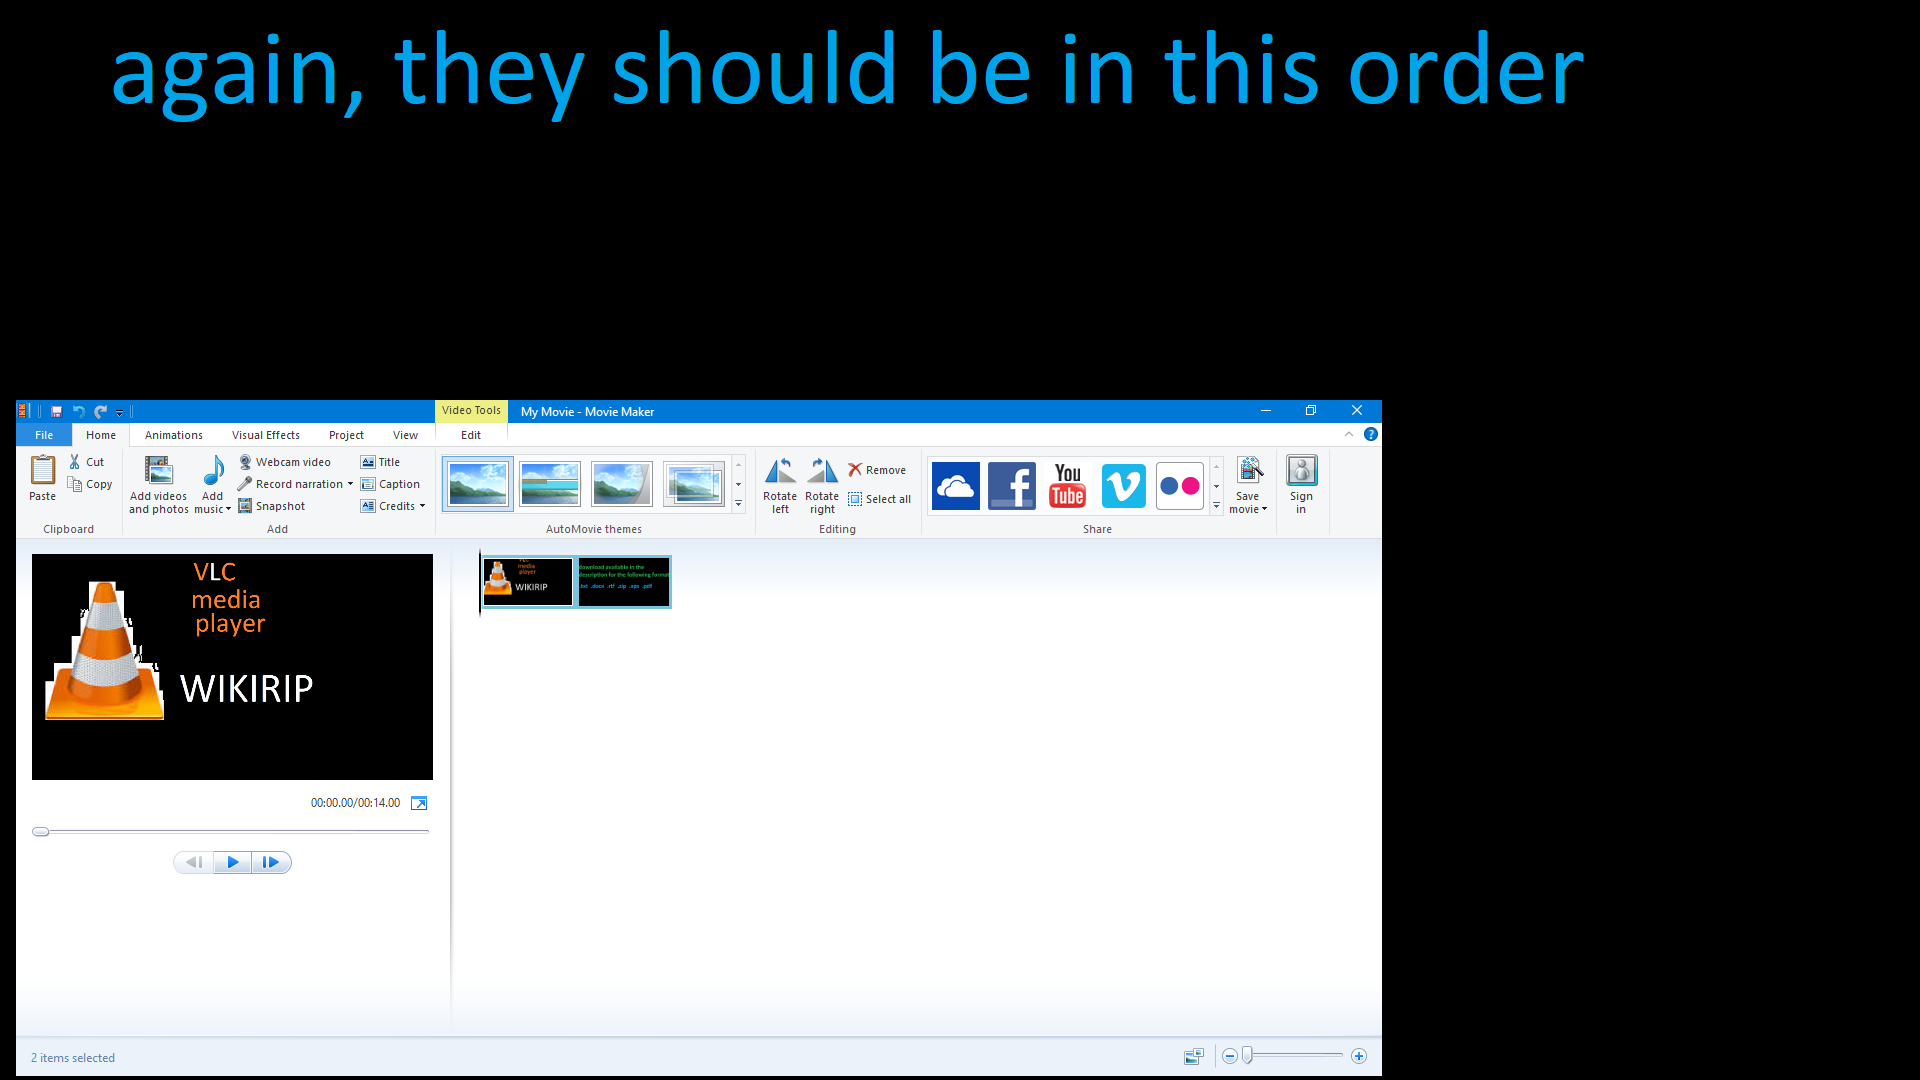 again, they should be in this order
Video Tools
My Movie - Movie Maker
File Home Animations Visual Effects Project View Edit
Paste
Cut
Copy
Clipboard
Add videos
and photos
Add
music
Webcam video
Record narration
Snapshot
Title
Caption
Credits
Add
AutoMovie themes
Rotate
left
Rotate
right
Remove
Select all
Editing
You
Tube
Share
Save
movie
Sign
in
VLC
media
player
WIKIRIP
00:00.00/00:14.00
VLC
media
player
WIKIRIP
download available in the
description for the following format
.txt .docx .rtf .zip .xps .pdf
2 items selected